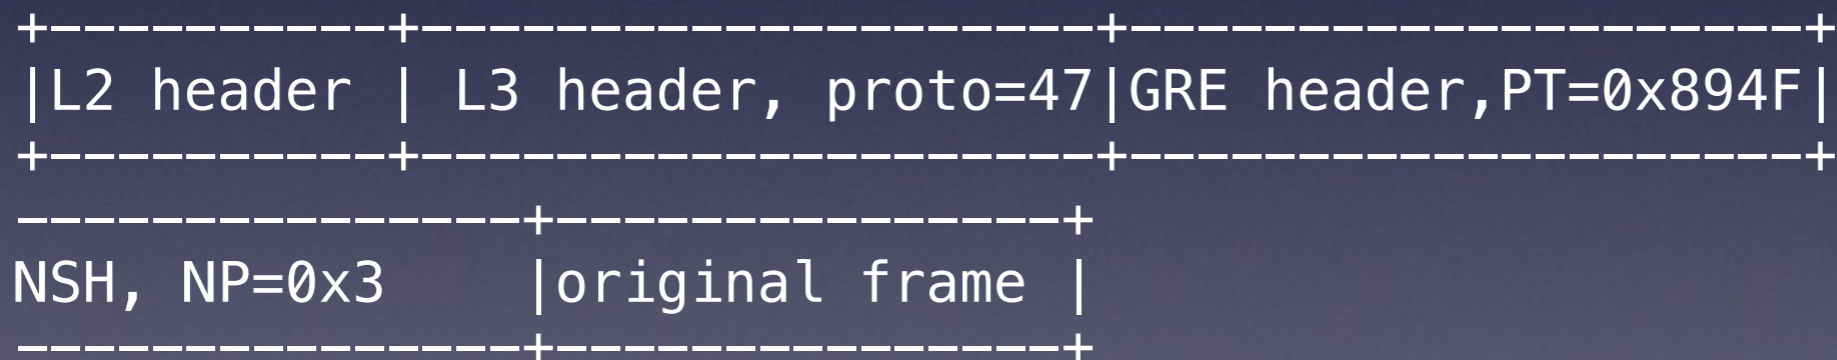 +----------+--------------------+--------------------+
|L2 header | L3 header, proto=47|GRE header,PT=0x894F|
+----------+--------------------+--------------------+
---------------+---------------+
NSH, NP=0x3    |original frame |
---------------+---------------+